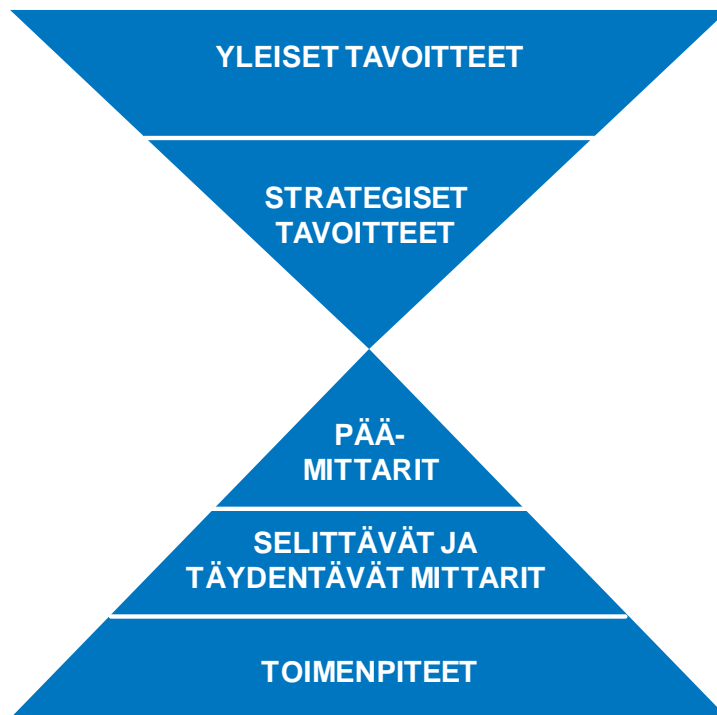 YLEISET TAVOITTEET
STRATEGISET
TAVOITTEET
PÄÄ-
MITTARIT
SELITTÄVÄT JA
TÄYDENTÄVÄT MITTARIT
TOIMENPITEET